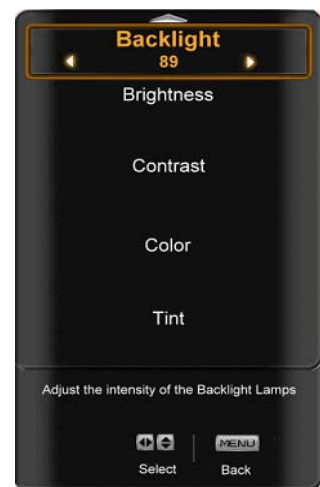 Backlight
89
Brightness
Contrast
Color
Tint
Adjust the intensity of the Backlight Lamps
MENU
Select Back